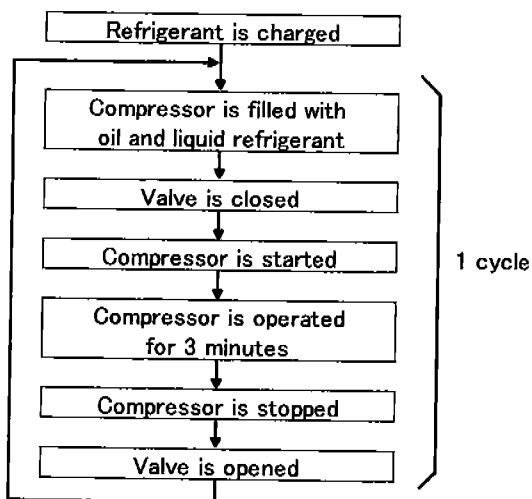 Refrigerant is charged
Compressor is filled with
oil and liquid refrigerant
Valve is closed
Compressor is started
Compressor is operated
for 3 minutes
Compressor is stopped
Valve is opened
1 cycle